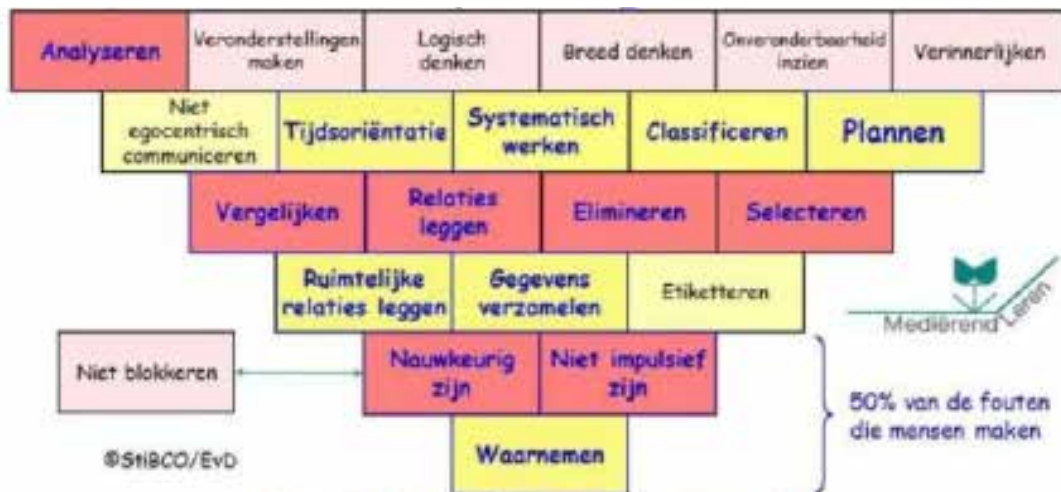 Analyseren
Veronderstellingen
maken
Logisch
denken
Breed denken
Onveranderbaarheid
inzien
Verinnerlijken
Niet
egocentrisch
communiceren
Tijdsoriëntatie
Systematisch
werken
Classificeren
Plannen
Vergelijken
Relaties
leggen
Elimineren
Selecteren
Ruimtelijke
relaties leggen
Gegevens
verzamelen
Etiketteren
Mediërend Leren
Niet blokkeren
Nauwkeurig
zijn
Niet impulsief
zijn
50% van de fouten
die mensen maken
Waarnemen
©StiBCO/EvD